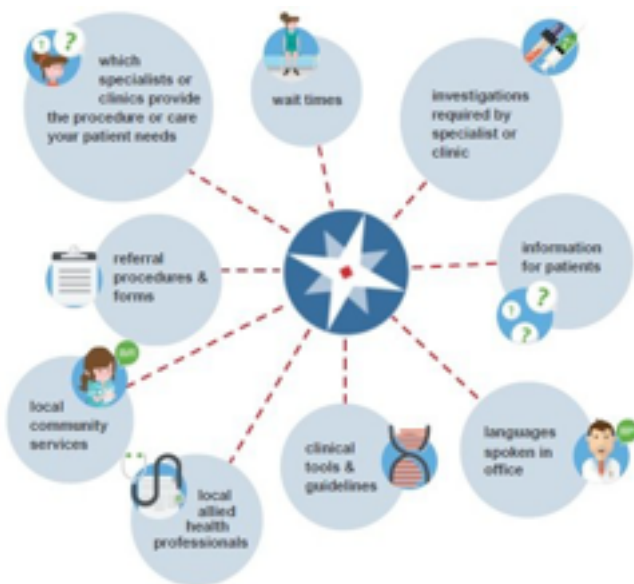 which
specialists or
clinics provide
the procedure or care
your patient needs
wait times
investigations
required by
specialist or
clinic
referral
procedures &
forms
information
for patients
local
community
services
local
allied
health
professionals
clinical
tools &
guidelines
languages
spoken in
office